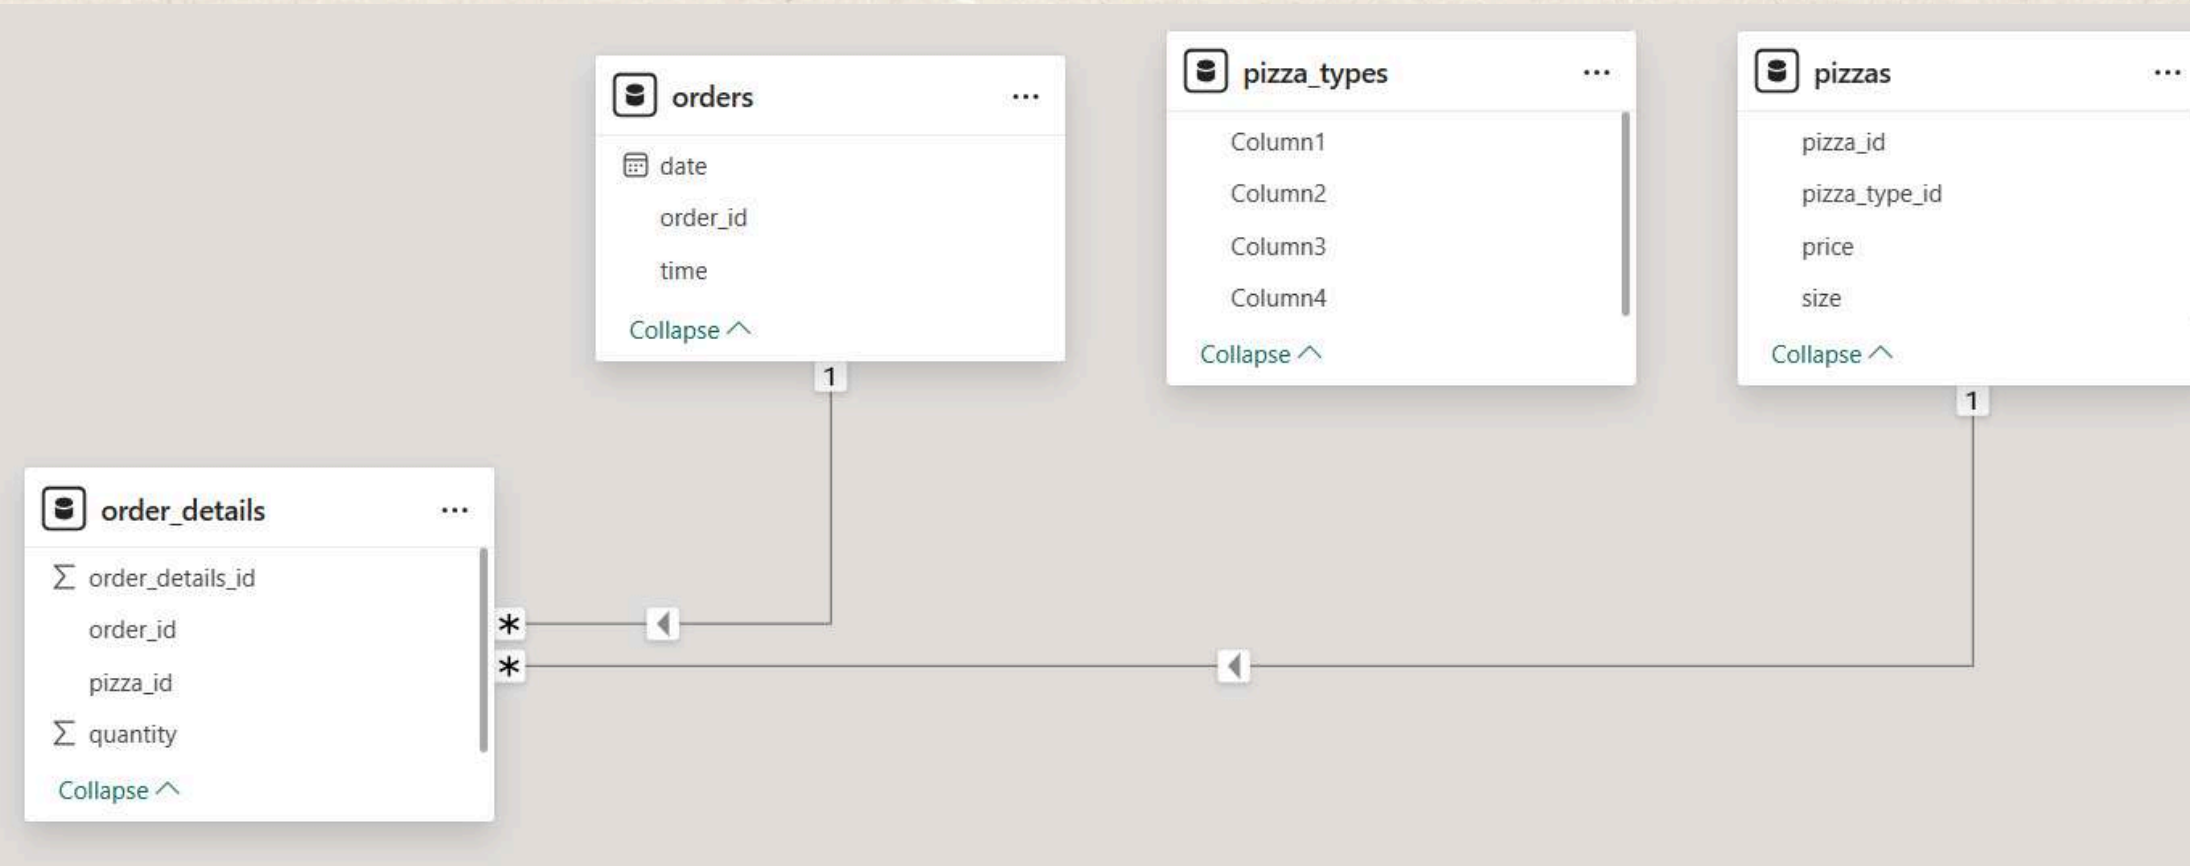 orders
date
order_id
time
Collapse
1
pizza_types
Column1
Column2
Column3
Column4
Collapse
pizzas
pizza_id
pizza_type_id
price
size
Collapse
1
order_details
Σ order_details_id
order_id
pizza_id
Σ quantity
Collapse
*
*